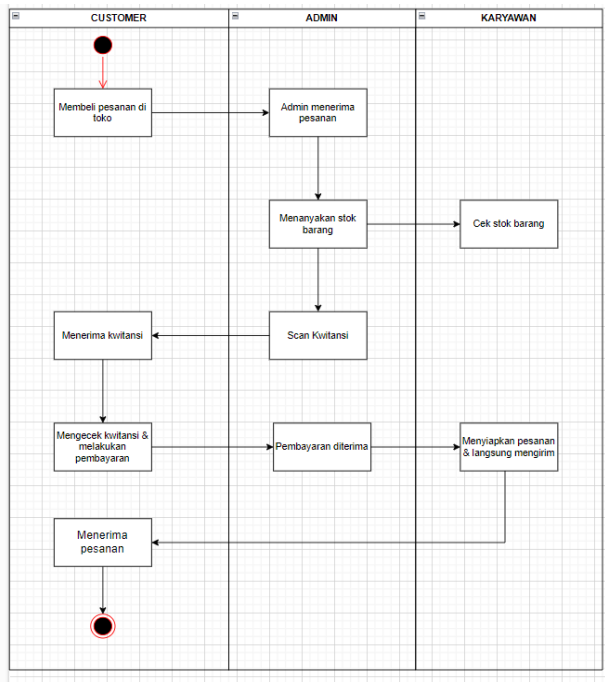 CUSTOMER
ADMIN
KARYAWAN
Membeli pesanan di
toko
Admin menerima
pesanan
Menanyakan stok
barang
Cek stok barang
Menerima kwitansi
Scan Kwitansi
Mengecek kwitansi &
melakukan
pembayaran
Pembayaran diterima
Menyiapkan pesanan
& langsung mengirim
Menerima
pesanan